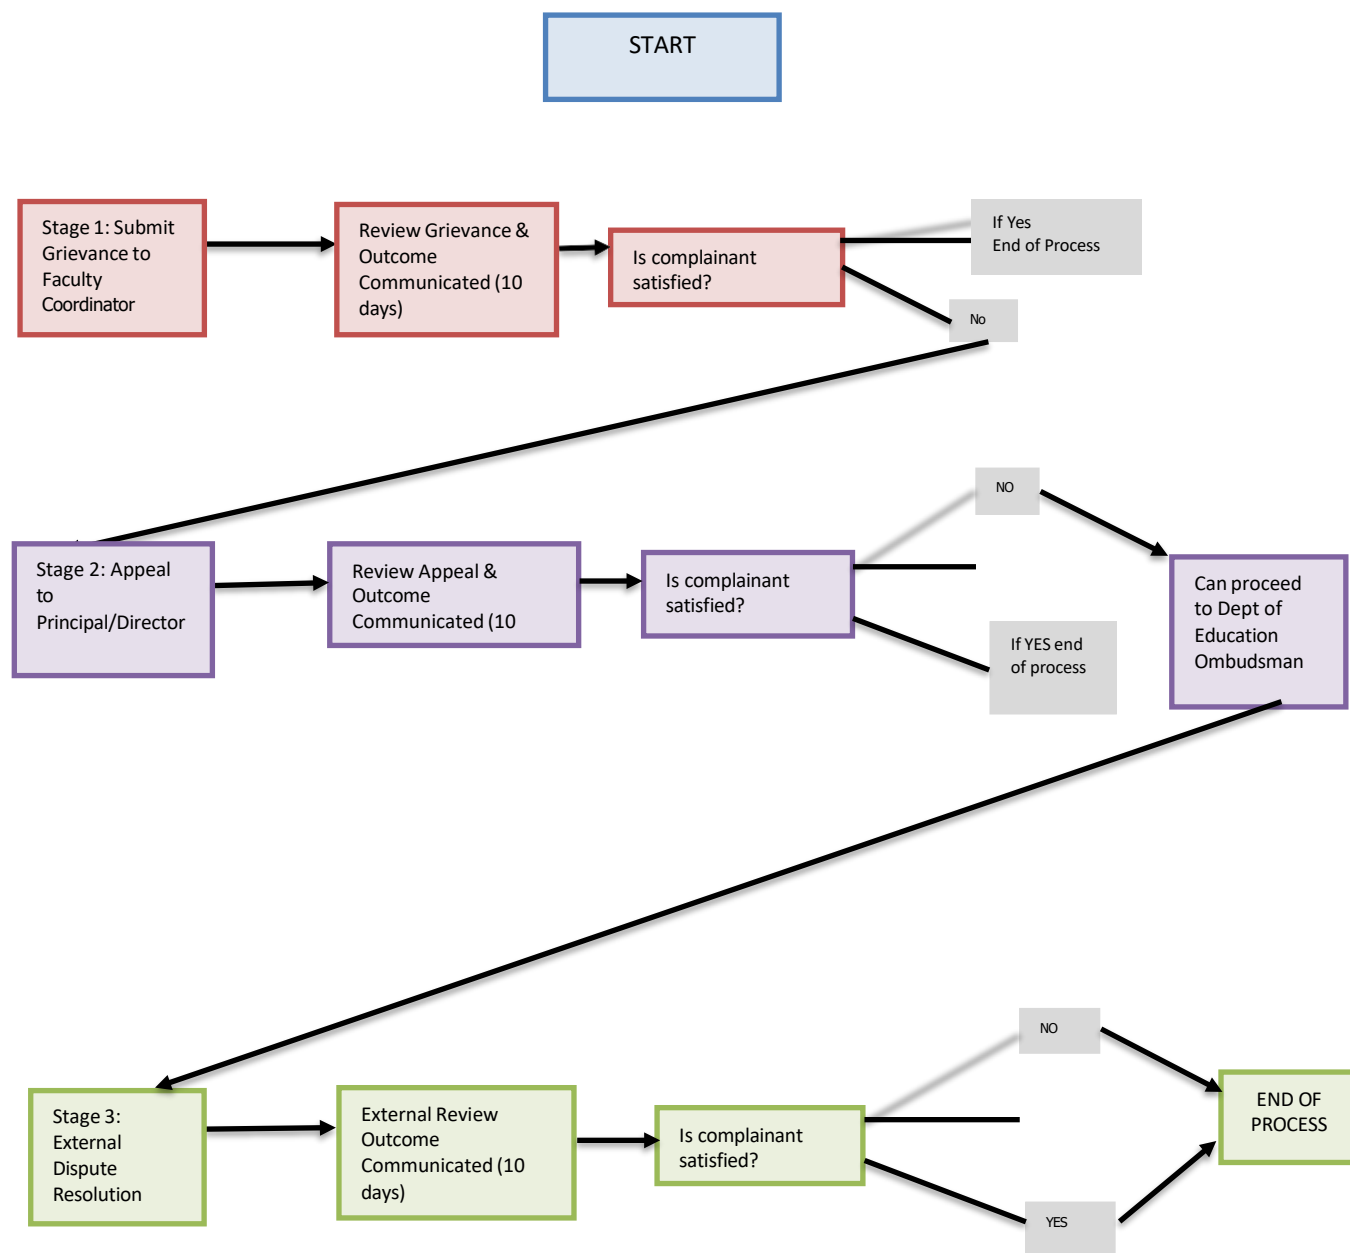 START
Stage 1: Submit
Grievance to
Faculty
Coordinator
Review Grievance &
Outcome
Communicated (10
days)
Is complainant
satisfied?
If Yes
End of Process
No
Stage 2: Appeal
to
Principal/Director
Review Appeal &
Outcome
Communicated (10
Is complainant
satisfied?
NO
If YES end
of process
Can proceed
to Dept of
Education
Ombudsman
Stage 3:
External
Dispute
Resolution
External Review
Outcome
Communicated (10
days)
Is complainant
satisfied?
NO
YES
END OF
PROCESS